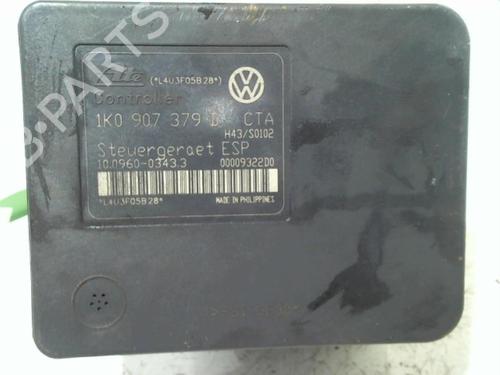 Ate (*L4U3F05B28*)
Controller
1K0 907 379 D CTA
H43/S0102
Steuergeraet ESP
10.0960-0343.3 00009322D0
*L4U3F05B28*
MADE IN PHILIPPINES
B-PARTS